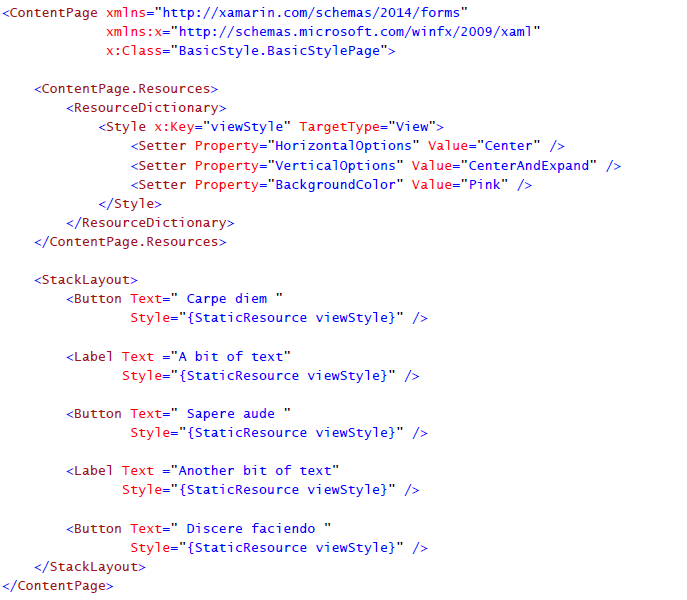 <ContentPage xmlns="http://xamarin.com/schemas/2014/forms"
             xmlns:x="http://schemas.microsoft.com/winfx/2009/xaml"
             x:Class="BasicStyle.BasicStylePage">
    <ContentPage.Resources>
        <ResourceDictionary>
            <Style x:Key="viewStyle" TargetType="View">
                <Setter Property="HorizontalOptions" Value="Center" />
                <Setter Property="VerticalOptions" Value="CenterAndExpand" />
                <Setter Property="BackgroundColor" Value="Pink" />
            </Style>
        </ResourceDictionary>
    </ContentPage.Resources>
    <StackLayout>
        <Button Text=" Carpe diem "
                Style="{StaticResource viewStyle}" />
        <Label Text ="A bit of text"
               Style="{StaticResource viewStyle}" />
        <Button Text=" Sapere aude "
                Style="{StaticResource viewStyle}" />
        <Label Text ="Another bit of text"
               Style="{StaticResource viewStyle}" />
        <Button Text=" Discere faciendo "
                Style="{StaticResource viewStyle}" />
    </StackLayout>
</ContentPage>